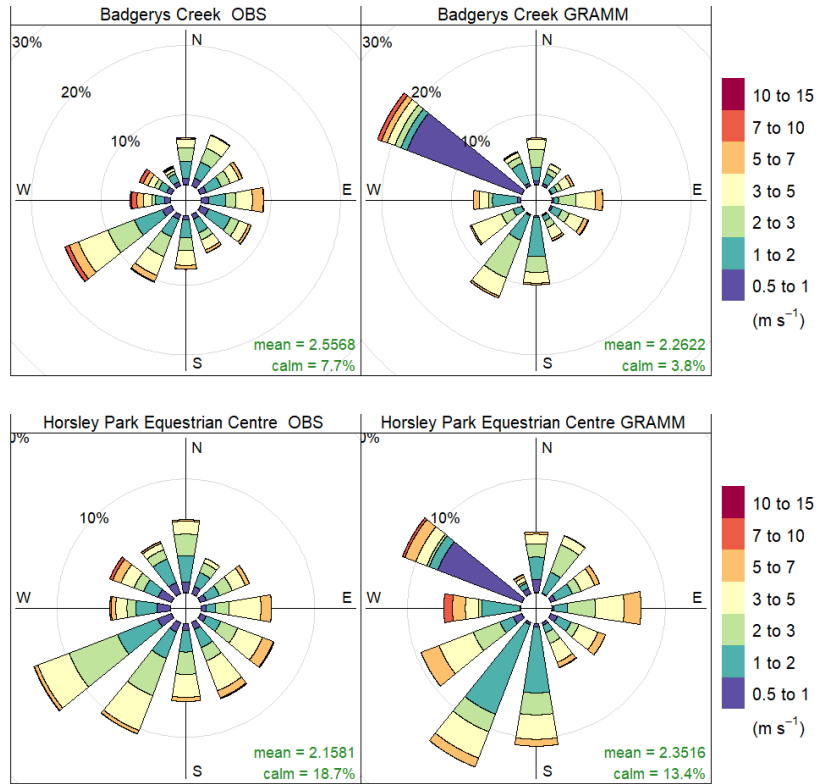 Badgerys Creek OBS
Badgerys Creek GRAMM
30%
20%
10%
N
W
E
S
mean = 2.5568
calm = 7.7%
30%
20%
10%
N
W
E
S
mean = 2.2622
calm = 3.8%
10 to 15
7 to 10
5 to 7
3 to 5
2 to 3
1 to 2
0.5 to 1
(m s⁻¹)
Horsley Park Equestrian Centre OBS
Horsley Park Equestrian Centre GRAMM
0%
10%
N
W
E
S
mean = 2.1581
calm = 18.7%
0%
10%
N
W
E
S
mean = 2.3516
calm = 13.4%
10 to 15
7 to 10
5 to 7
3 to 5
2 to 3
1 to 2
0.5 to 1
(m s⁻¹)